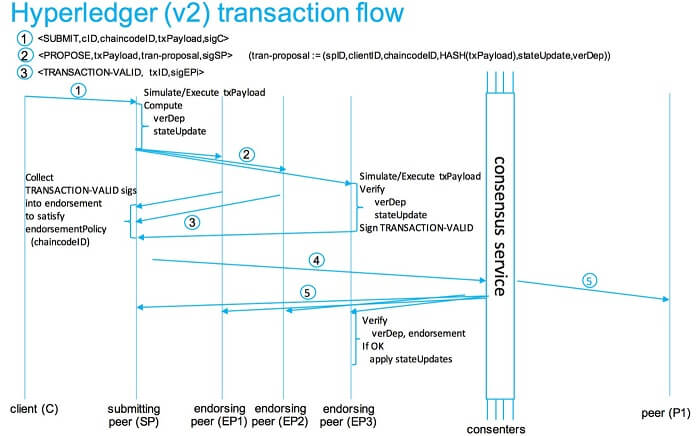 Hyperledger (v2) transaction flow
1 <SUBMIT,cID,chaincodeID,txPayload,sigC>
2 <PROPOSE,txPayload,tran-proposal,sigSP> (tran-proposal := (spID,clientID,chaincodeID,HASH(txPayload),stateUpdate,verDep))
3 <TRANSACTION-VALID, txID,sigEPi>
1
Simulate/Execute txPayload
Compute
verDep
stateUpdate
2
Collect
TRANSACTION-VALID sigs
into endorsement
to satisfy
endorsementPolicy
(chaincodeID)
3
Simulate/Execute txPayload
Verify
verDep
stateUpdate
Sign TRANSACTION-VALID
4
5
5
consensus service
Verify
verDep, endorsement
If OK
apply stateUpdates
client (C)
submitting
peer (SP)
endorsing
peer (EP1)
endorsing
peer (EP2)
endorsing
peer (EP3)
consenters
peer (P1)